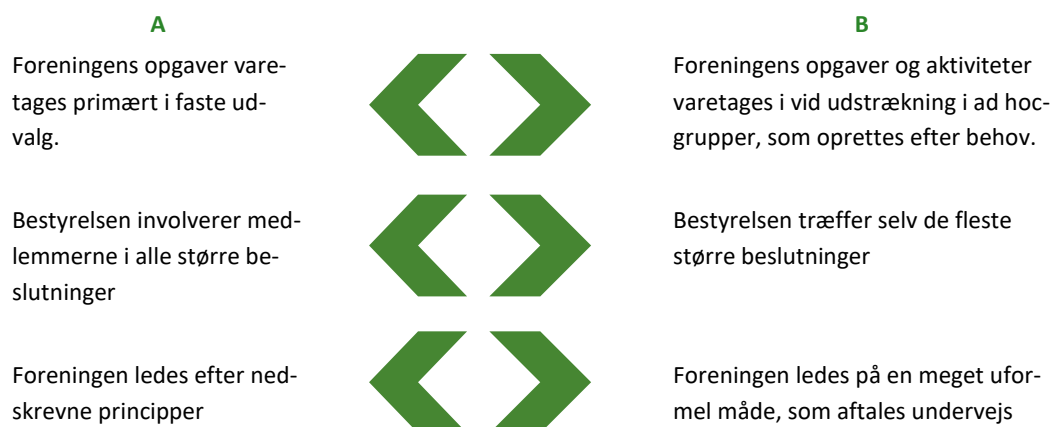 A
B
Foreningens opgaver vare-
tages primært i faste ud-
valg.
Foreningens opgaver og aktiviteter
varetages i vid udstrækning i ad hoc-
grupper, som oprettes efter behov.
Bestyrelsen involverer med-
lemmerne i alle større be-
slutninger
Bestyrelsen træffer selv de fleste
større beslutninger
Foreningen ledes efter ned-
skrevne principper
Foreningen ledes på en meget ufor-
mel måde, som aftales undervejs